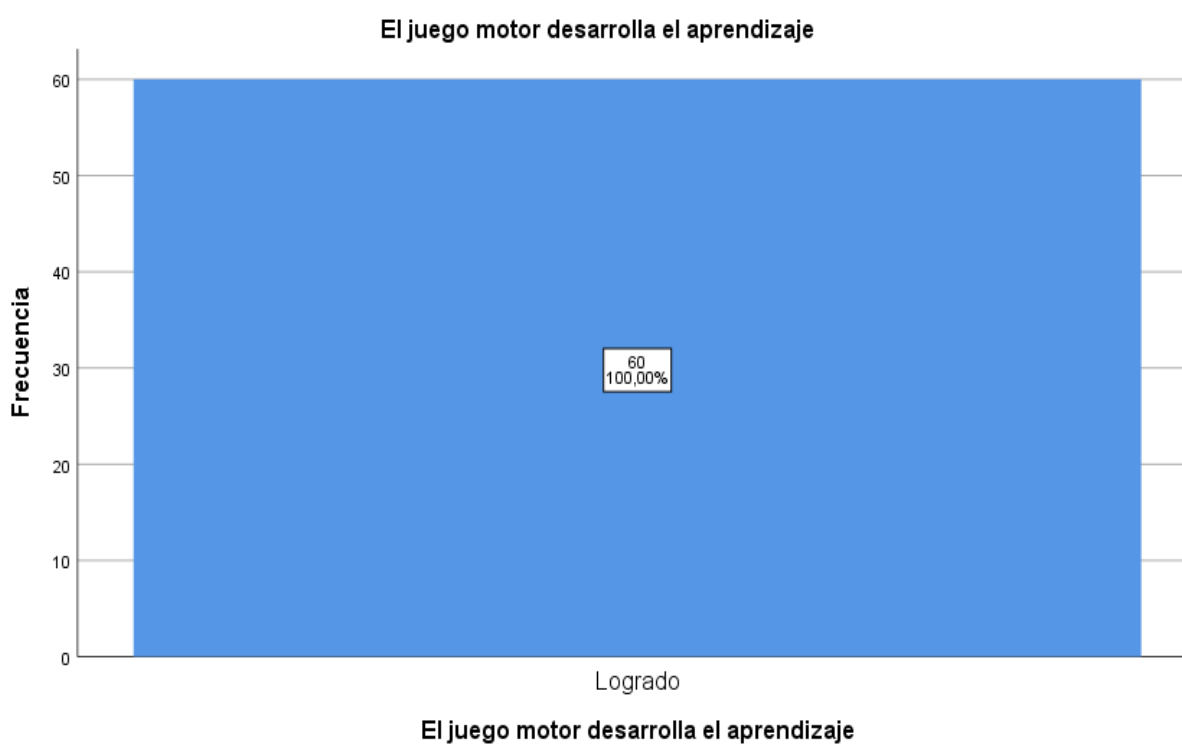 El juego motor desarrolla el aprendizaje
60
50
40
30
20
10
0
Frecuencia
60
100,00%
Logrado
El juego motor desarrolla el aprendizaje